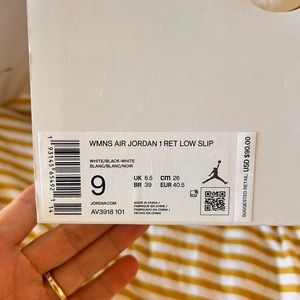 WMNS AIR JORDAN 1 RET LOW SLIP
WHITE/BLACK-WHITE
BLANC/BLANC/NOIR
9
UK 6.5
cm 26
BR 39
EUR 40.5
JORDAN.COM
AV3918 101
MADE IN CHINA /
FABRIQUE EN CHINE /
FABRICADO NA CHINA /
HECHO EN CHINA
SUGGESTED RETAIL: USD $90.00